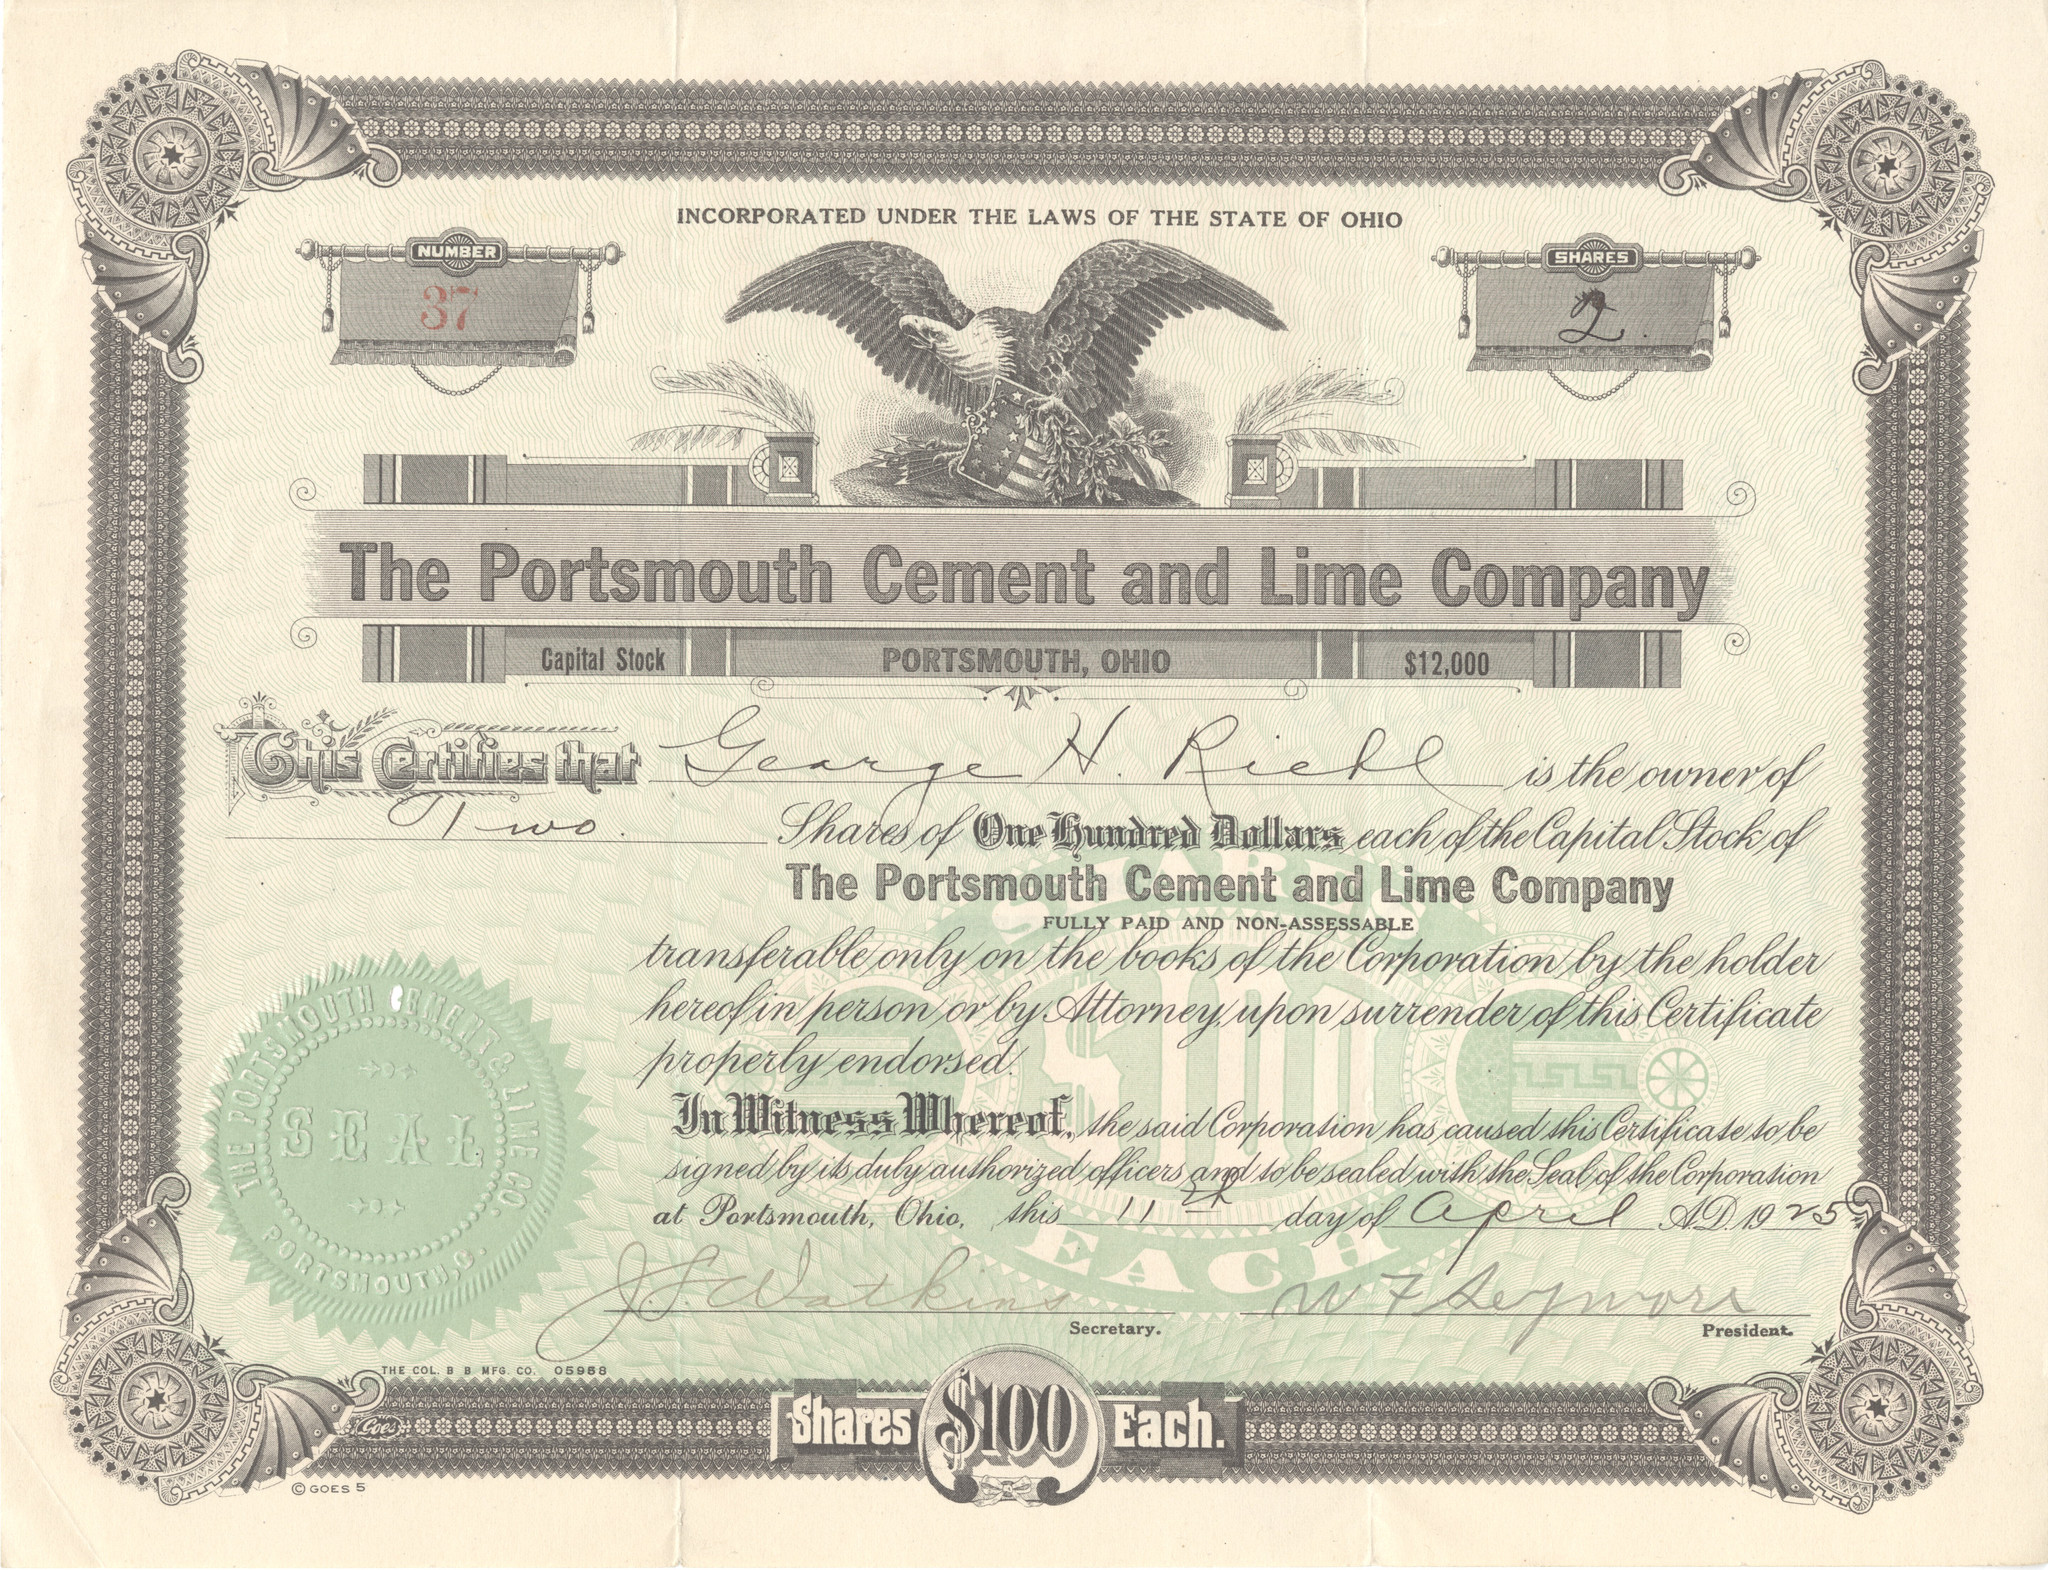 INCORPORATED UNDER THE LAWS OF THE STATE OF OHIO
NUMBER
37
SHARES
2.
The Portsmouth Cement and Lime Company
Capital Stock PORTSMOUTH, OHIO $12,000
This Certifies that George H. Riehl is the owner of
Two. Shares of One Hundred Dollars each of the Capital Stock of
The Portsmouth Cement and Lime Company
FULLY PAID AND NON-ASSESSABLE
transferable only on the books of the Corporation by the holder
hereof in person or by Attorney, upon surrender of this Certificate
properly endorsed.
In Witness Whereof, the said Corporation has caused this Certificate to be
signed by its duly authorized officers and to be sealed with the Seal of the Corporation
at Portsmouth, Ohio, this 11 day of April A.D. 1925
SHARES
$100
EACH
THE PORTSMOUTH CEMENT & LIME CO.
SEAL
PORTSMOUTH, O.
J. S. Watkins W F Seymore
Secretary. President.
THE COL. B B MFG. CO. 05958
Shares $100 Each.
Goes
© GOES 5